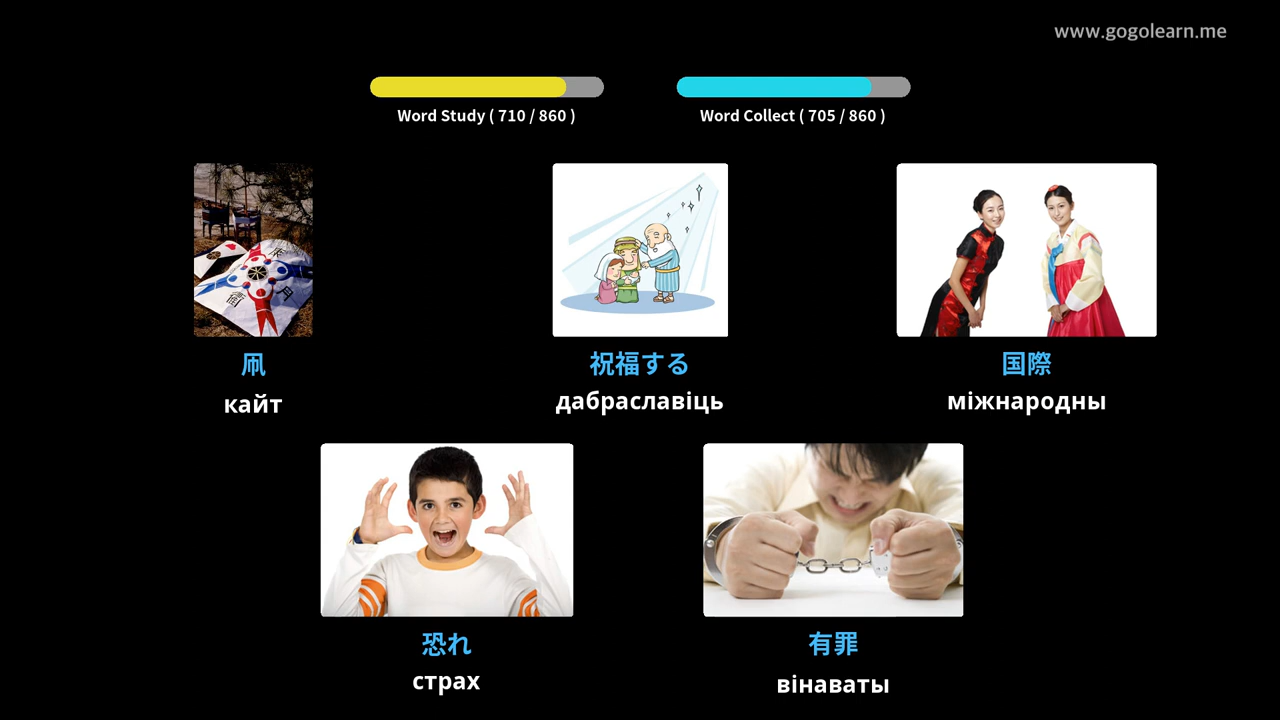 www.gogolearn.me
Word Study ( 710 / 860 )
Word Collect ( 705 / 860 )
凧
кайт
祝福する
дабраславіць
国際
міжнародны
恐れ
страх
有罪
вінаваты